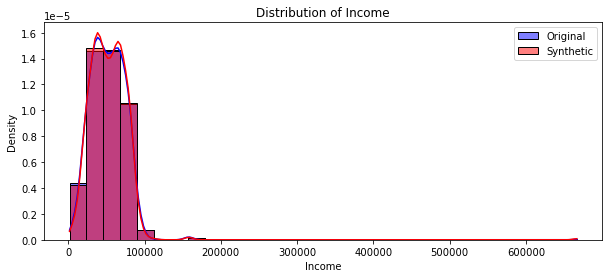 Distribution of Income
1e−5
Original
Synthetic
1.6
1.4
1.2
1.0
0.8
0.6
0.4
0.2
0.0
Density
0 100000 200000 300000 400000 500000 600000
Income